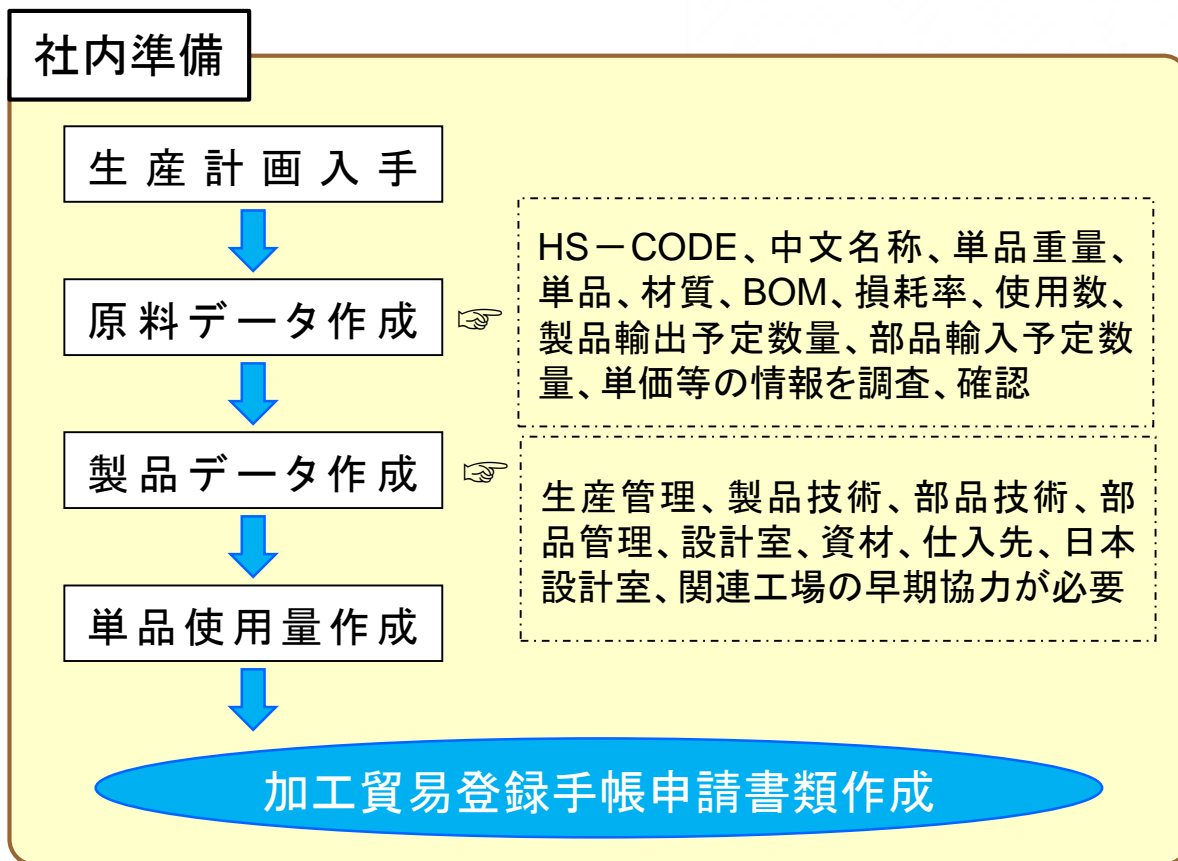 社内準備
生産計画入手
原料データ作成
☞
HS－CODE、中文名称、単品重量、
単品、材質、BOM、損耗率、使用数、
製品輸出予定数量、部品輸入予定数
量、単価等の情報を調査、確認
製品データ作成
☞
生産管理、製品技術、部品技術、部
品管理、設計室、資材、仕入先、日本
設計室、関連工場の早期協力が必要
単品使用量作成
加工貿易登録手帳申請書類作成